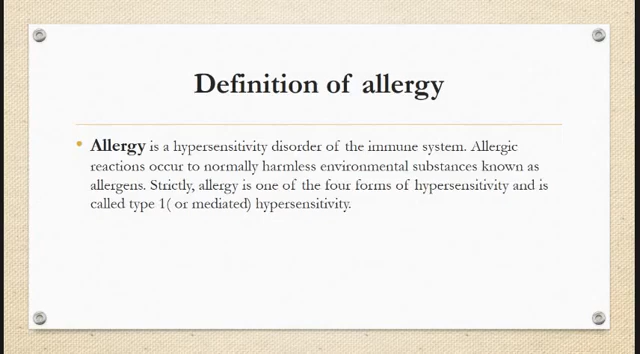 Definition of allergy
• Allergy is a hypersensitivity disorder of the immune system. Allergic
reactions occur to normally harmless environmental substances known as
allergens. Strictly, allergy is one of the four forms of hypersensitivity and is
called type 1( or mediated) hypersensitivity.